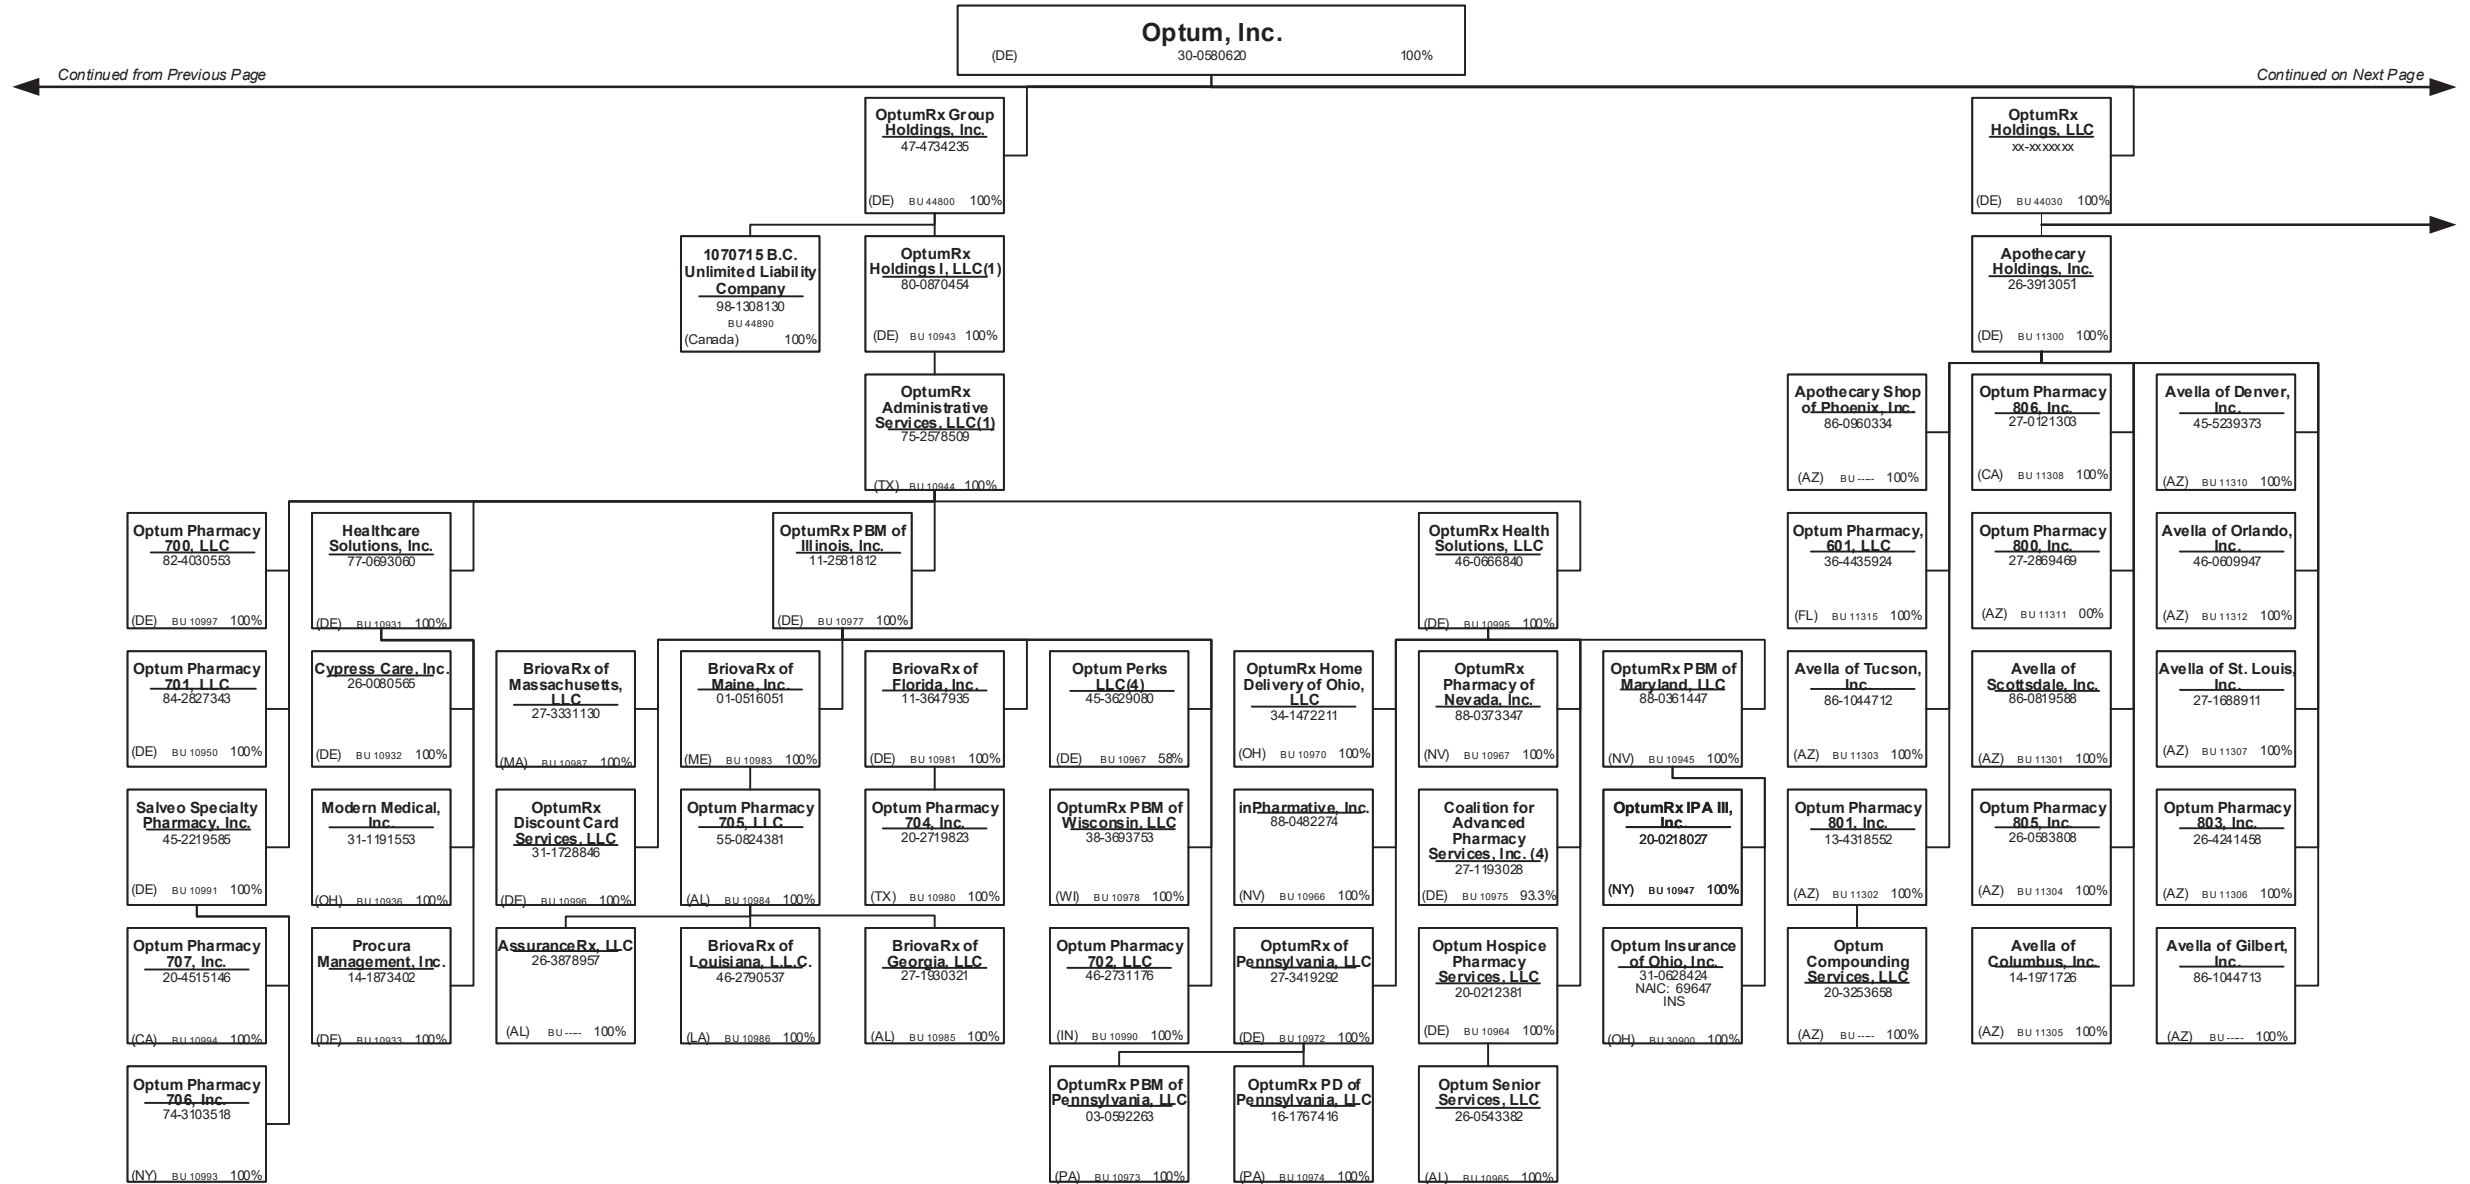 Optum, Inc.
(DE) 30-0580620 100%
Continued from Previous Page
Continued on Next Page
OptumRx Group
Holdings, Inc.
47-4734235
(DE) BU 44800 100%
OptumRx
Holdings, LLC
xx-xxxxxxx
(DE) BU 44030 100%
1070715 B.C.
Unlimited Liability
Company
98-1308130
BU 44890
(Canada) 100%
OptumRx
Holdings I, LLC(1)
80-0870454
(DE) BU 10943 100%
Apothecary
Holdings, Inc.
26-3913051
(DE) BU 11300 100%
OptumRx
Administrative
Services, LLC(1)
75-2578509
(TX) BU 10944 100%
Apothecary Shop
of Phoenix, Inc.
86-0960334
(AZ) BU ----- 100%
Optum Pharmacy
806, Inc.
27-0121303
(CA) BU 11308 100%
Avella of Denver,
Inc.
45-5239373
(AZ) BU 11310 100%
Optum Pharmacy
700, LLC
82-4030553
(DE) BU 10997 100%
Healthcare
Solutions, Inc.
77-0693060
(DE) BU 10931 100%
OptumRx PBM of
Illinois, Inc.
11-2581812
(DE) BU 10977 100%
OptumRx Health
Solutions, LLC
46-0666840
(DE) BU 10995 100%
Optum Pharmacy,
601, LLC
36-4435924
(FL) BU 11315 100%
Optum Pharmacy
800, Inc.
27-2869469
(AZ) BU 11311 00%
Avella of Orlando,
Inc.
46-0609947
(AZ) BU 11312 100%
Optum Pharmacy
701, LLC
84-2827343
(DE) BU 10950 100%
Cypress Care, Inc.
26-0080565
(DE) BU 10932 100%
BriovaRx of
Massachusetts,
LLC
27-3331130
(MA) BU 10987 100%
BriovaRx of
Maine, Inc.
01-0516051
(ME) BU 10983 100%
BriovaRx of
Florida, Inc.
11-3647935
(DE) BU 10981 100%
Optum Perks
LLC(4)
45-3629080
(DE) BU 10967 58%
OptumRx Home
Delivery of Ohio,
LLC
34-1472211
(OH) BU 10970 100%
OptumRx
Pharmacy of
Nevada, Inc.
88-0373347
(NV) BU 10967 100%
OptumRx PBM of
Maryland, LLC
88-0361447
(NV) BU 10945 100%
Avella of Tucson,
Inc.
86-1044712
(AZ) BU 11303 100%
Avella of
Scottsdale, Inc.
86-0819588
(AZ) BU 11301 100%
Avella of St. Louis,
Inc.
27-1688911
(AZ) BU 11307 100%
Salveo Specialty
Pharmacy, Inc.
45-2219585
(DE) BU 10991 100%
Modern Medical,
Inc.
31-1191553
(OH) BU 10936 100%
OptumRx
Discount Card
Services, LLC
31-1728846
(DE) BU 10996 100%
Optum Pharmacy
705, LLC
55-0824381
(AL) BU 10984 100%
Optum Pharmacy
704, Inc.
20-2719823
(TX) BU 10980 100%
OptumRx PBM of
Wisconsin, LLC
38-3693753
(WI) BU 10978 100%
inPharmative, Inc.
88-0482274
(NV) BU 10966 100%
Coalition for
Advanced
Pharmacy
Services, Inc. (4)
27-1193028
(DE) BU 10975 93.3%
OptumRx IPA III,
Inc.
20-0218027
(NY) BU 10947 100%
Optum Pharmacy
801, Inc.
13-4318552
(AZ) BU 11302 100%
Optum Pharmacy
805, Inc.
26-0583808
(AZ) BU 11304 100%
Optum Pharmacy
803, Inc.
26-4241458
(AZ) BU 11306 100%
Optum Pharmacy
707, Inc.
20-4515146
(CA) BU 10994 100%
Procura
Management, Inc.
14-1873402
(DE) BU 10933 100%
AssuranceRx, LLC
26-3878957
(AL) BU ----- 100%
BriovaRx of
Louisiana, L.L.C.
46-2790537
(LA) BU 10986 100%
BriovaRx of
Georgia, LLC
27-1930321
(AL) BU 10985 100%
Optum Pharmacy
702, LLC
46-2731176
(IN) BU 10990 100%
OptumRx of
Pennsylvania, LLC
27-3419292
(DE) BU 10972 100%
Optum Hospice
Pharmacy
Services, LLC
20-0212381
(DE) BU 10964 100%
Optum Insurance
of Ohio, Inc.
31-0628424
NAIC: 69647
INS
(OH) BU 30900 100%
Optum
Compounding
Services, LLC
20-3253658
(AZ) BU ----- 100%
Avella of
Columbus, Inc.
14-1971726
(AZ) BU 11305 100%
Avella of Gilbert,
Inc.
86-1044713
(AZ) BU ----- 100%
Optum Pharmacy
706, Inc.
74-3103518
(NY) BU 10993 100%
OptumRx PBM of
Pennsylvania, LLC
03-0592263
(PA) BU 10973 100%
OptumRx PD of
Pennsylvania, LLC
16-1767416
(PA) BU 10974 100%
Optum Senior
Services, LLC
26-0543382
(AL) BU 10965 100%